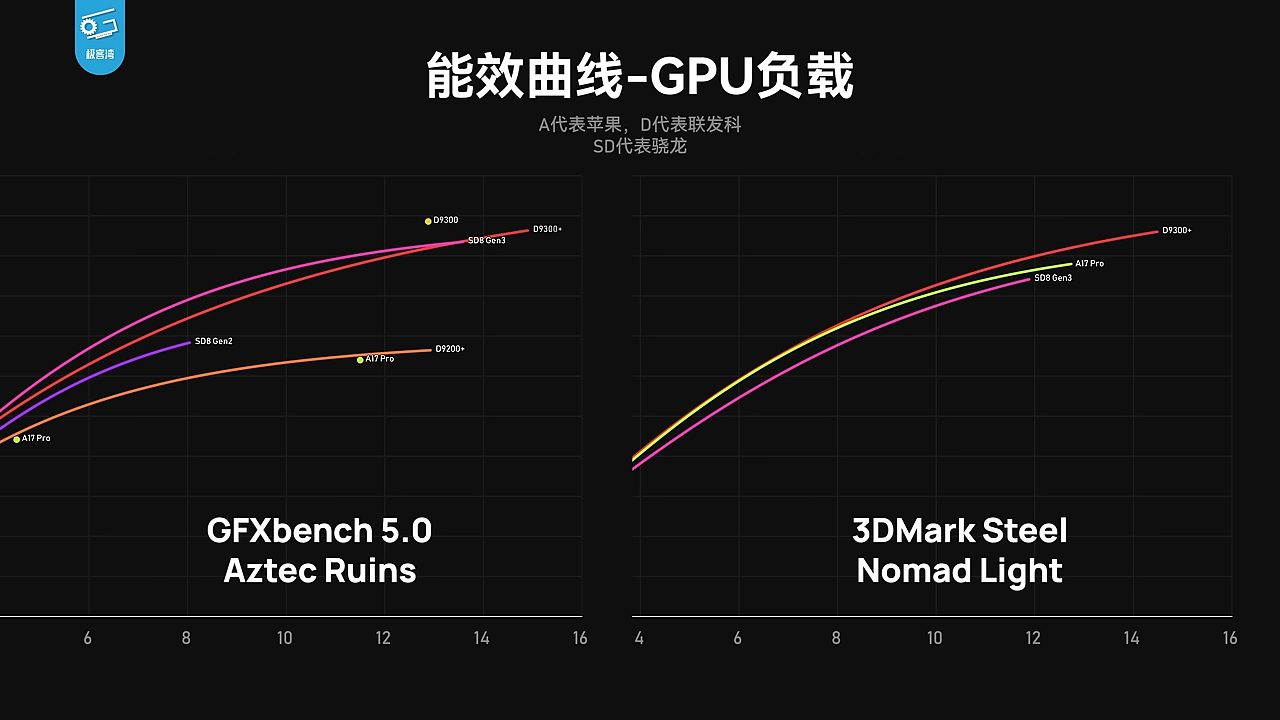 极客湾
能效曲线-GPU负载
A代表苹果，D代表联发科
SD代表骁龙
D9300
D9300+
SD8 Gen3
SD8 Gen2
D9200+
A17 Pro
A17 Pro
GFXbench 5.0
Aztec Ruins
6 8 10 12 14 16
D9300+
A17 Pro
SD8 Gen3
3DMark Steel
Nomad Light
4 6 8 10 12 14 16